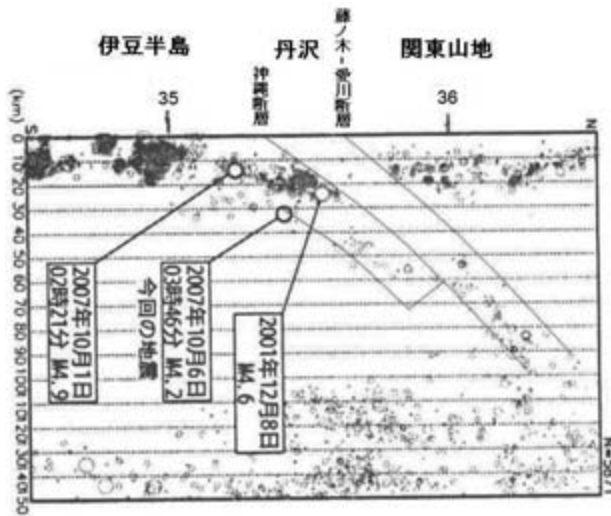 伊豆半島
丹沢
関東山地
藤ノ木-愛川断層
沖縄断層
35
36
(km)
S
N
0
10
20
30
40
50
60
70
80
90
100
110
120
130
140
150
2007年10月1日
02時21分 M4.9
2007年10月6日
03時46分 M4.2
今回の地震
2001年12月8日
M4.6